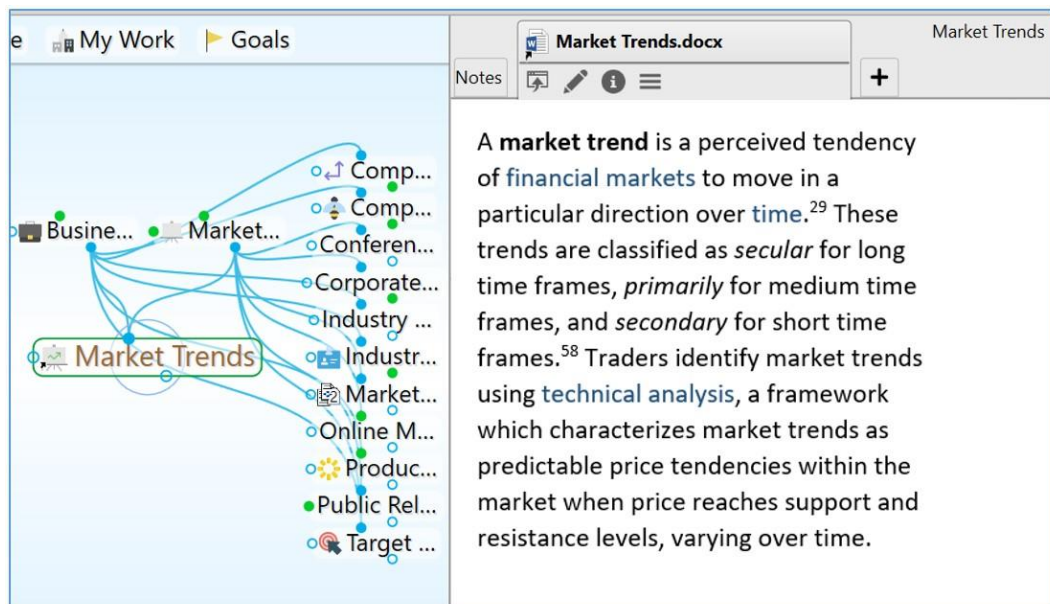 e My Work Goals
Busine... Market...
Market Trends
Comp...
Comp...
Conferen...
Corporate...
Industry ...
Industr...
Market...
Online M...
Produc...
Public Rel...
Target ...
Market Trends.docx
Market Trends
Notes
+
A market trend is a perceived tendency
of financial markets to move in a
particular direction over time.29 These
trends are classified as secular for long
time frames, primarily for medium time
frames, and secondary for short time
frames.58 Traders identify market trends
using technical analysis, a framework
which characterizes market trends as
predictable price tendencies within the
market when price reaches support and
resistance levels, varying over time.